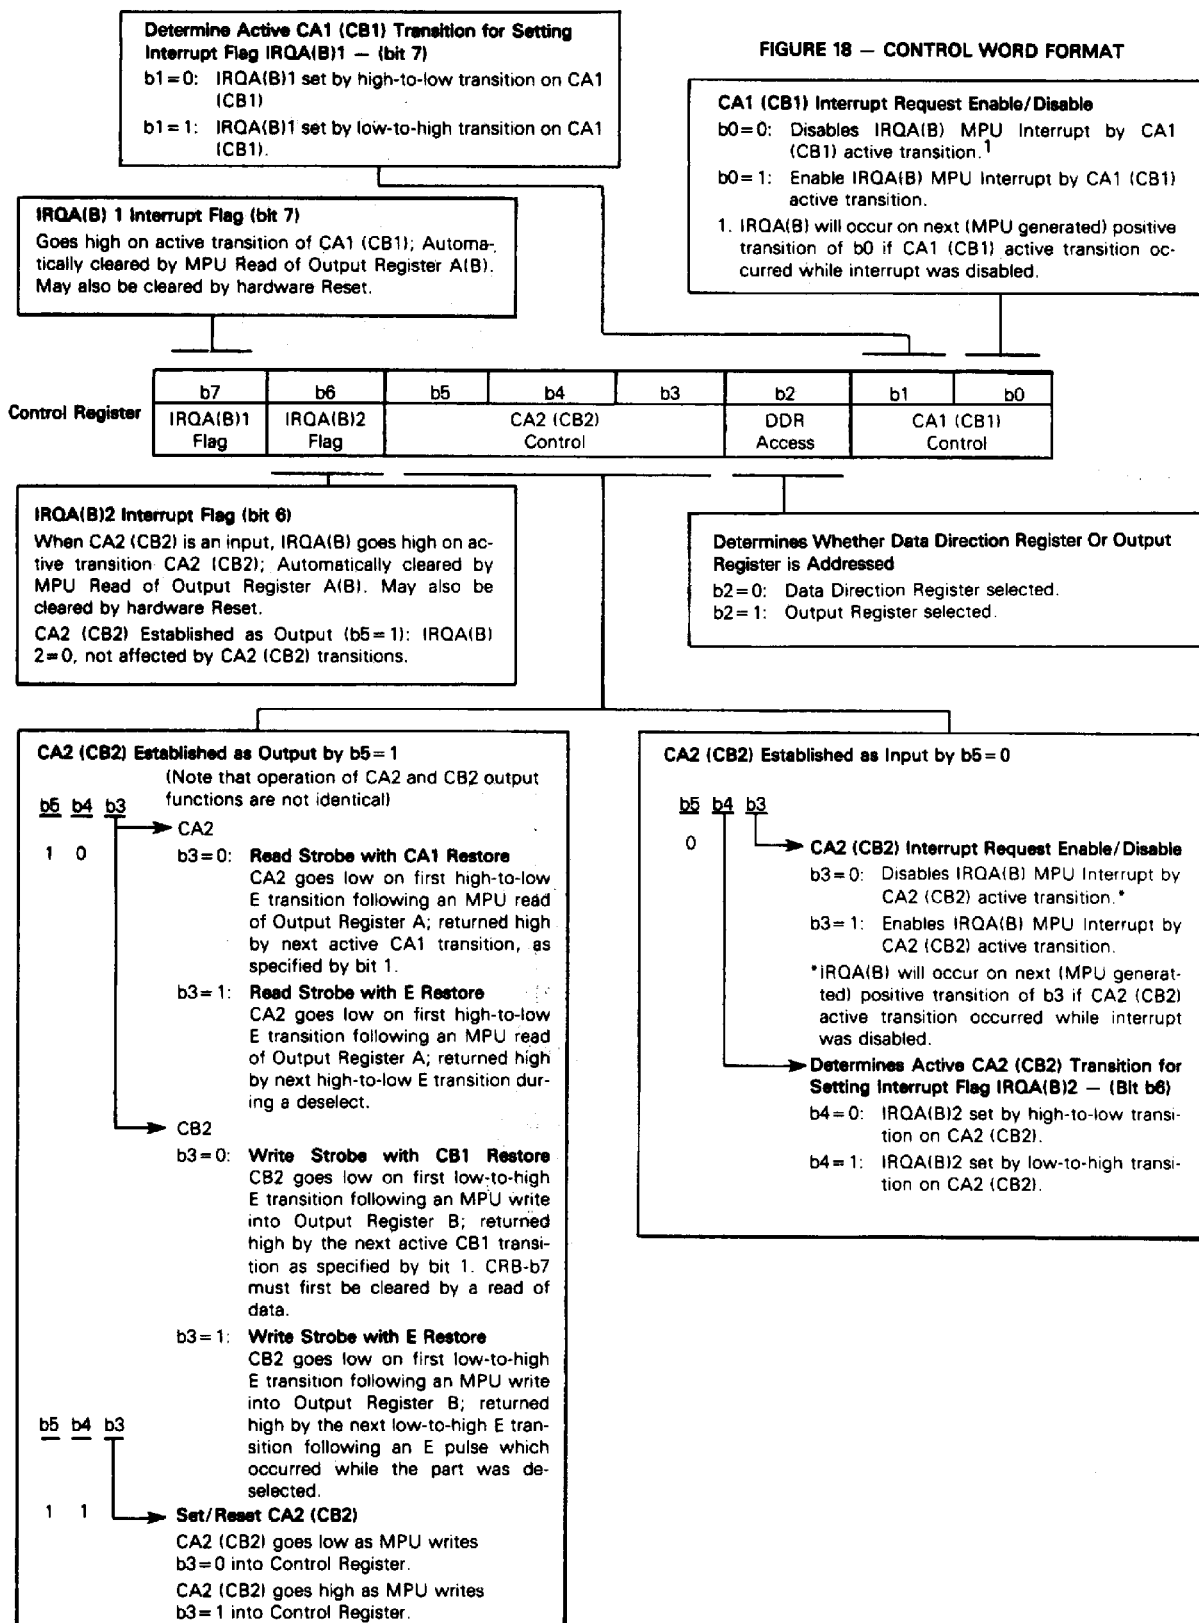 Determine Active CA1 (CB1) Transition for Setting
Interrupt Flag IRQA(B)1 — (bit 7)
b1=0: IRQA(B)1 set by high-to-low transition on CA1
(CB1)
b1=1: IRQA(B)1 set by low-to-high transition on CA1
(CB1).
FIGURE 18 — CONTROL WORD FORMAT
CA1 (CB1) Interrupt Request Enable/Disable
b0=0: Disables IRQA(B) MPU Interrupt by CA1
(CB1) active transition.1
b0=1: Enable IRQA(B) MPU Interrupt by CA1 (CB1)
active transition.
1. IRQA(B) will occur on next (MPU generated) positive
transition of b0 if CA1 (CB1) active transition oc-
curred while interrupt was disabled.
IRQA(B) 1 Interrupt Flag (bit 7)
Goes high on active transition of CA1 (CB1); Automa-
tically cleared by MPU Read of Output Register A(B).
May also be cleared by hardware Reset.
b7 b6 b5 b4 b3 b2 b1 b0
Control Register
IRQA(B)1 IRQA(B)2 CA2 (CB2) DDR CA1 (CB1)
Flag Flag Control Access Control
IRQA(B)2 Interrupt Flag (bit 6)
When CA2 (CB2) is an input, IRQA(B) goes high on ac-
tive transition CA2 (CB2); Automatically cleared by
MPU Read of Output Register A(B). May also be
cleared by hardware Reset.
CA2 (CB2) Established as Output (b5=1): IRQA(B)
2=0, not affected by CA2 (CB2) transitions.
Determines Whether Data Direction Register Or Output
Register is Addressed
b2=0: Data Direction Register selected.
b2=1: Output Register selected.
CA2 (CB2) Established as Output by b5=1
(Note that operation of CA2 and CB2 output
functions are not identical)
b5 b4 b3
CA2
1 0
b3=0: Read Strobe with CA1 Restore
CA2 goes low on first high-to-low
E transition following an MPU read
of Output Register A; returned high
by next active CA1 transition, as
specified by bit 1.
b3=1: Read Strobe with E Restore
CA2 goes low on first high-to-low
E transition following an MPU read
of Output Register A; returned high
by next high-to-low E transition dur-
ing a deselect.
CB2
b3=0: Write Strobe with CB1 Restore
CB2 goes low on first low-to-high
E transition following an MPU write
into Output Register B; returned
high by the next active CB1 transi-
tion as specified by bit 1. CRB-b7
must first be cleared by a read of
data.
b3=1: Write Strobe with E Restore
CB2 goes low on first low-to-high
E transition following an MPU write
into Output Register B; returned
high by the next low-to-high E tran-
sition following an E pulse which
occurred while the part was de-
selected.
b5 b4 b3
1 1
Set/Reset CA2 (CB2)
CA2 (CB2) goes low as MPU writes
b3=0 into Control Register.
CA2 (CB2) goes high as MPU writes
b3=1 into Control Register.
CA2 (CB2) Established as Input by b5=0
b5 b4 b3
0
CA2 (CB2) Interrupt Request Enable/Disable
b3=0: Disables IRQA(B) MPU Interrupt by
CA2 (CB2) active transition.*
b3=1: Enables IRQA(B) MPU Interrupt by
CA2 (CB2) active transition.
*IRQA(B) will occur on next (MPU generat-
ted) positive transition of b3 if CA2 (CB2)
active transition occurred while interrupt
was disabled.
Determines Active CA2 (CB2) Transition for
Setting Interrupt Flag IRQA(B)2 — (Bit b6)
b4=0: IRQA(B)2 set by high-to-low transi-
tion on CA2 (CB2).
b4=1: IRQA(B)2 set by low-to-high transi-
tion on CA2 (CB2).